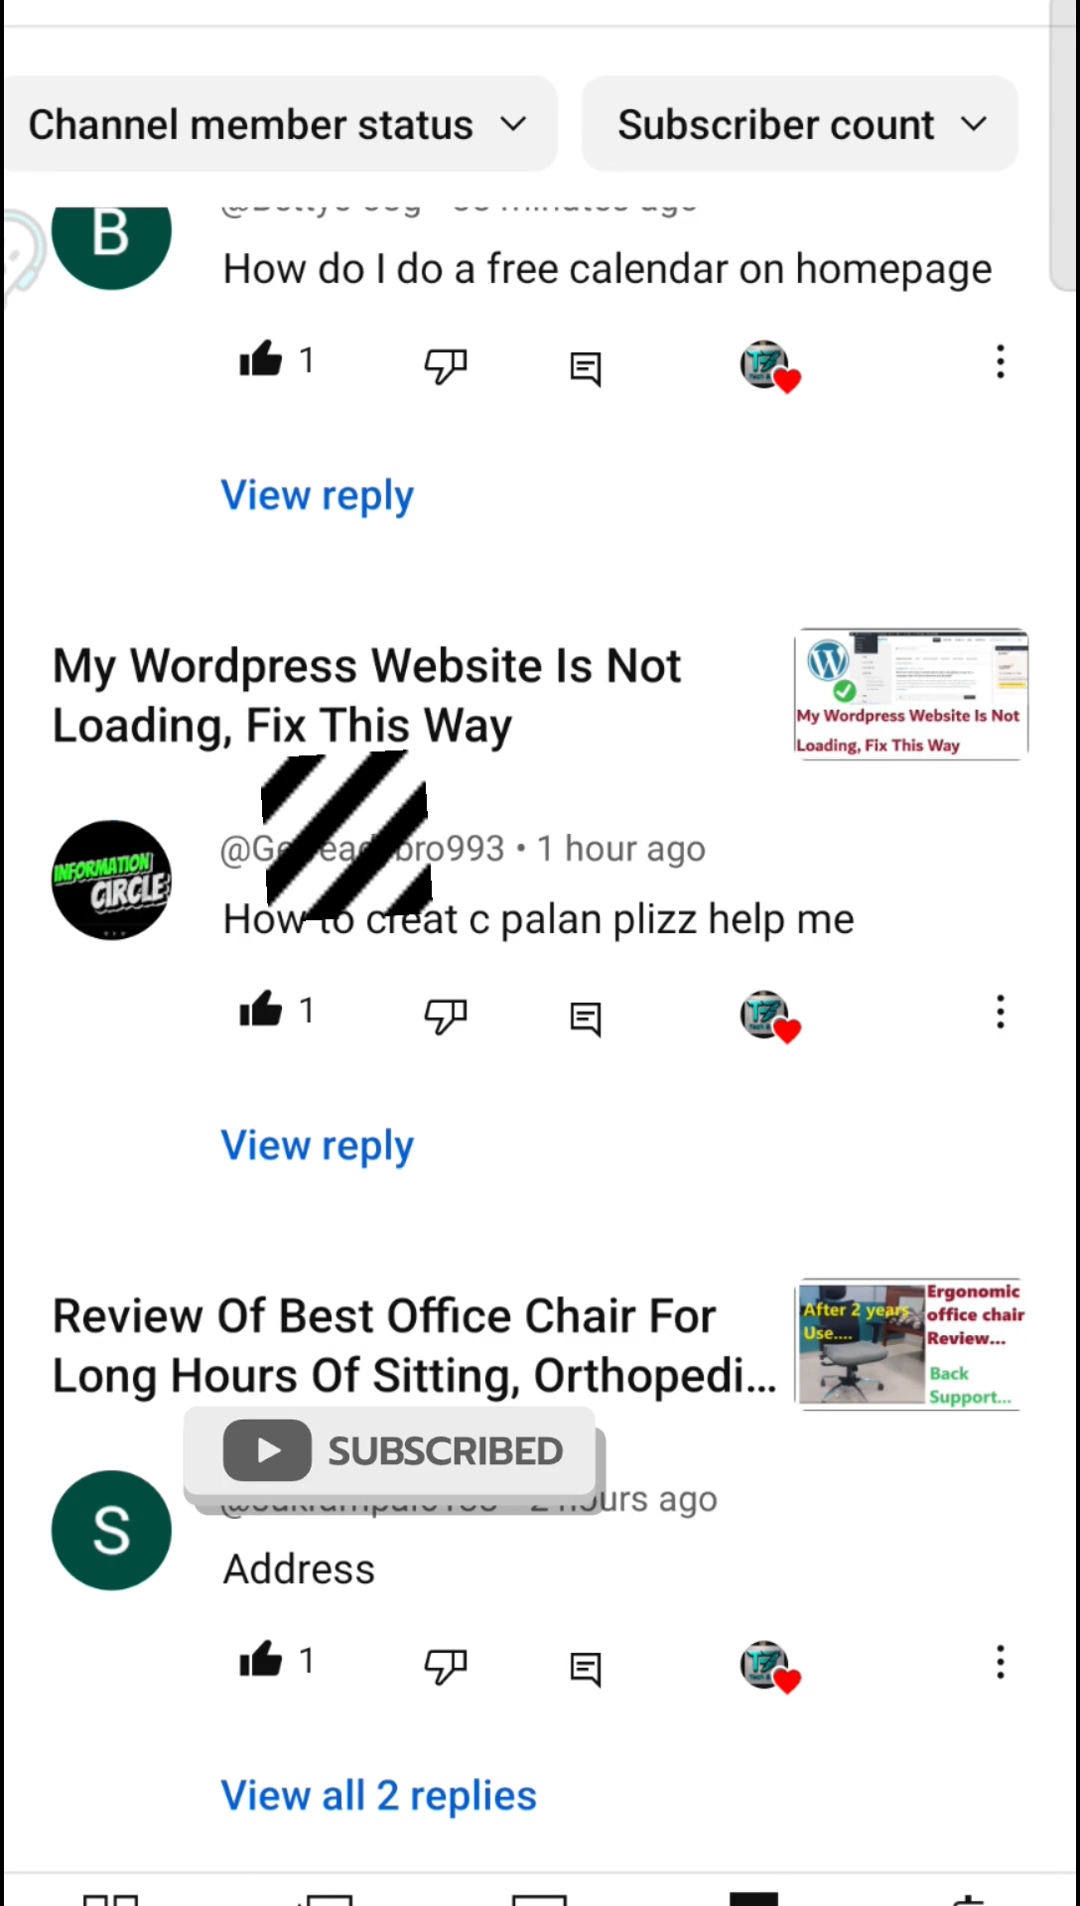 Channel member status
Subscriber count
B
How do I do a free calendar on homepage
1
View reply
My Wordpress Website Is Not
Loading, Fix This Way
My Wordpress Website Is Not
Loading, Fix This Way
INFORMATION
CIRCLE
1 hour ago
How to creat c palan plizz help me
1
View reply
Review Of Best Office Chair For
Long Hours Of Sitting, Orthopedi...
After 2 years
Use....
Ergonomic
office chair
Review...
Back
Support...
SUBSCRIBED
S
2 hours ago
Address
1
View all 2 replies